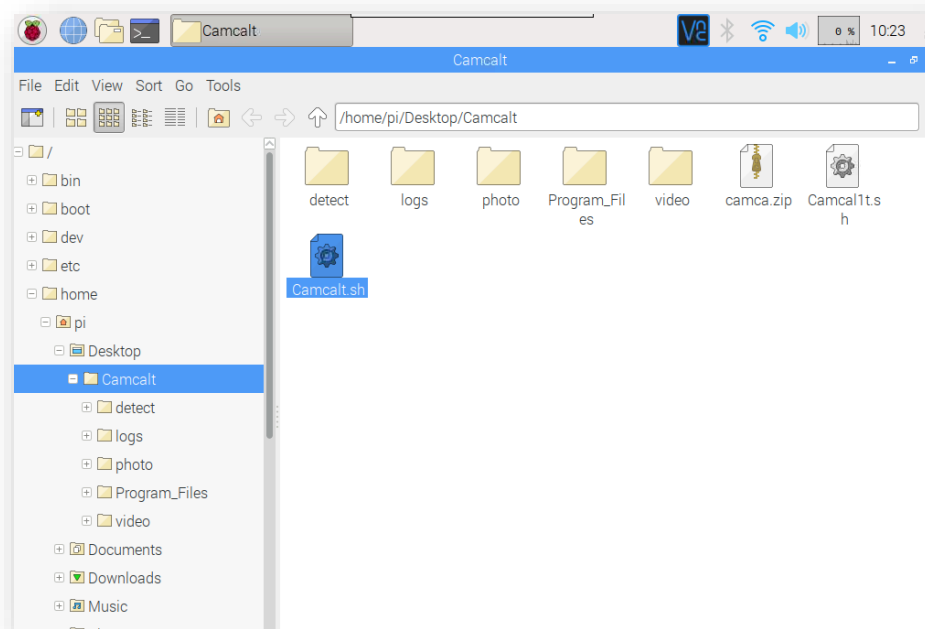 Camcalt
V2
0 %
10:23
Camcalt
File Edit View Sort Go Tools
/home/pi/Desktop/Camcalt
/
bin
boot
dev
etc
home
pi
Desktop
Camcalt
detect
logs
photo
Program_Files
video
Documents
Downloads
Music
detect
logs
photo
Program_Fil
es
video
camca.zip
Camcal1t.s
h
Camcalt.sh